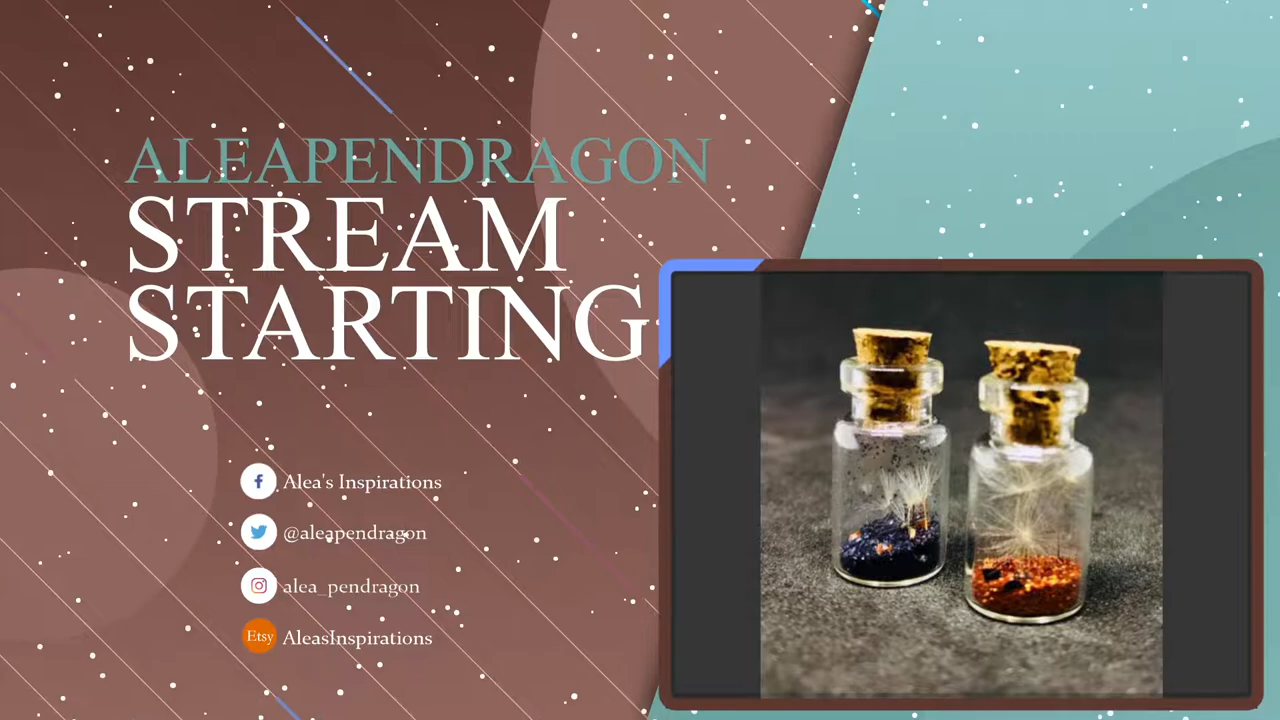 ALEAPENDRAGON
STREAM
STARTING
Alea's Inspirations
@aleapendragon
alea_pendragon
Etsy AleasInspirations